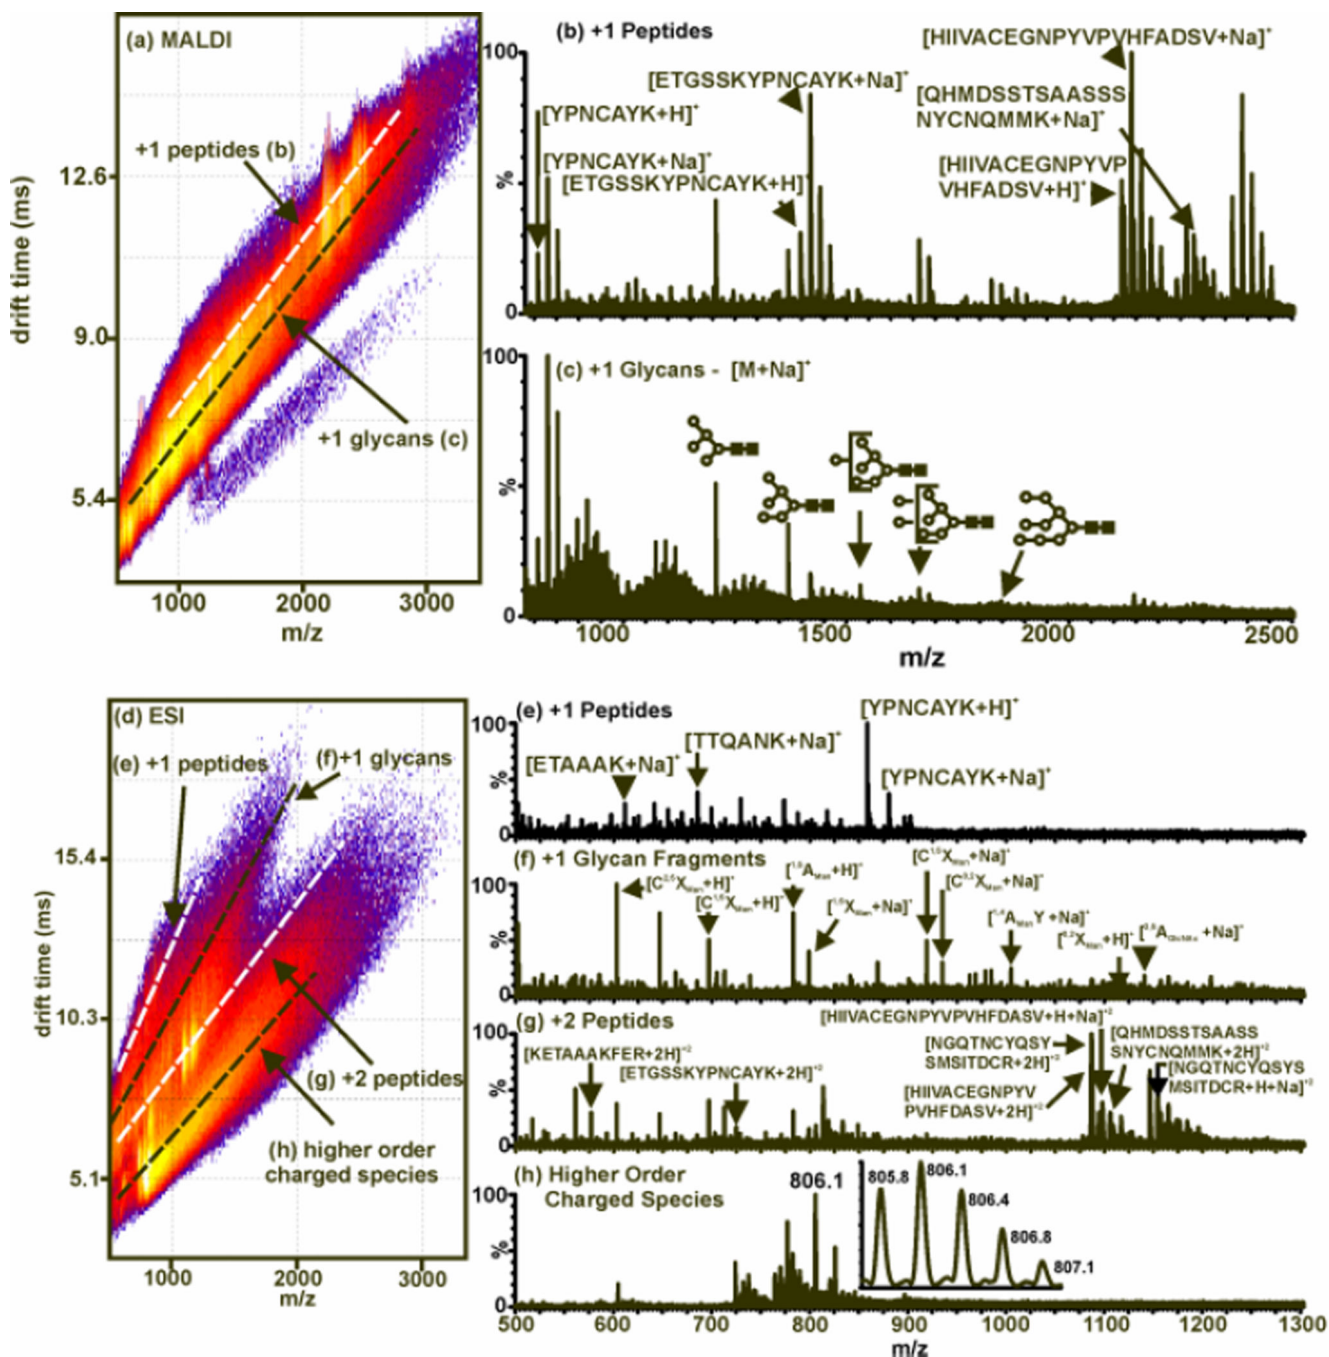 (a) MALDI
+1 peptides (b)
+1 glycans (c)
drift time (ms)
12.6
9.0
5.4
1000
2000
3000
m/z
(b) +1 Peptides
100
%
0
[YPNCAYK+H]⁺
[YPNCAYK+Na]⁺
[ETGSSKYPNCAYK+H]⁺
[ETGSSKYPNCAYK+Na]⁺
[HIIVACEGNPYVPVHFADSV+Na]⁺
[QHMDSSTSAASSS
NYCNQMMK+Na]⁺
[HIIVACEGNPYVP
VHFADSV+H]⁺
(c) +1 Glycans - [M+Na]⁺
100
%
0
1000
1500
2000
2500
m/z
(d) ESI
(e) +1 peptides
(f)+1 glycans
(g) +2 peptides
(h) higher order
charged species
drift time (ms)
15.4
10.3
5.1
1000
2000
3000
m/z
(e) +1 Peptides
100
%
0
[ETAAAK+Na]⁺
[TTQANK+Na]⁺
[YPNCAYK+H]⁺
[YPNCAYK+Na]⁺
(f) +1 Glycan Fragments
100
%
0
(g) +2 Peptides
100
%
0
[KETAAAKFER+2H]⁺²
[ETGSSKYPNCAYK+2H]⁺²
[HIIVACEGNPYVPVHFDASV+H+Na]⁺²
[NGQTNCYQSY
SMSITDCR+2H]⁺²
[HIIVACEGNPYV
PVHFDASV+2H]⁺²
[QHMDSSTSAASS
SNYCNQMMK+2H]⁺²
[NGQTNCYQSYS
MSITDCR+H+Na]⁺²
(h) Higher Order
Charged Species
100
%
0
806.1
805.8
806.1
806.4
806.8
807.1
500
600
700
800
900
1000
1100
1200
1300
m/z